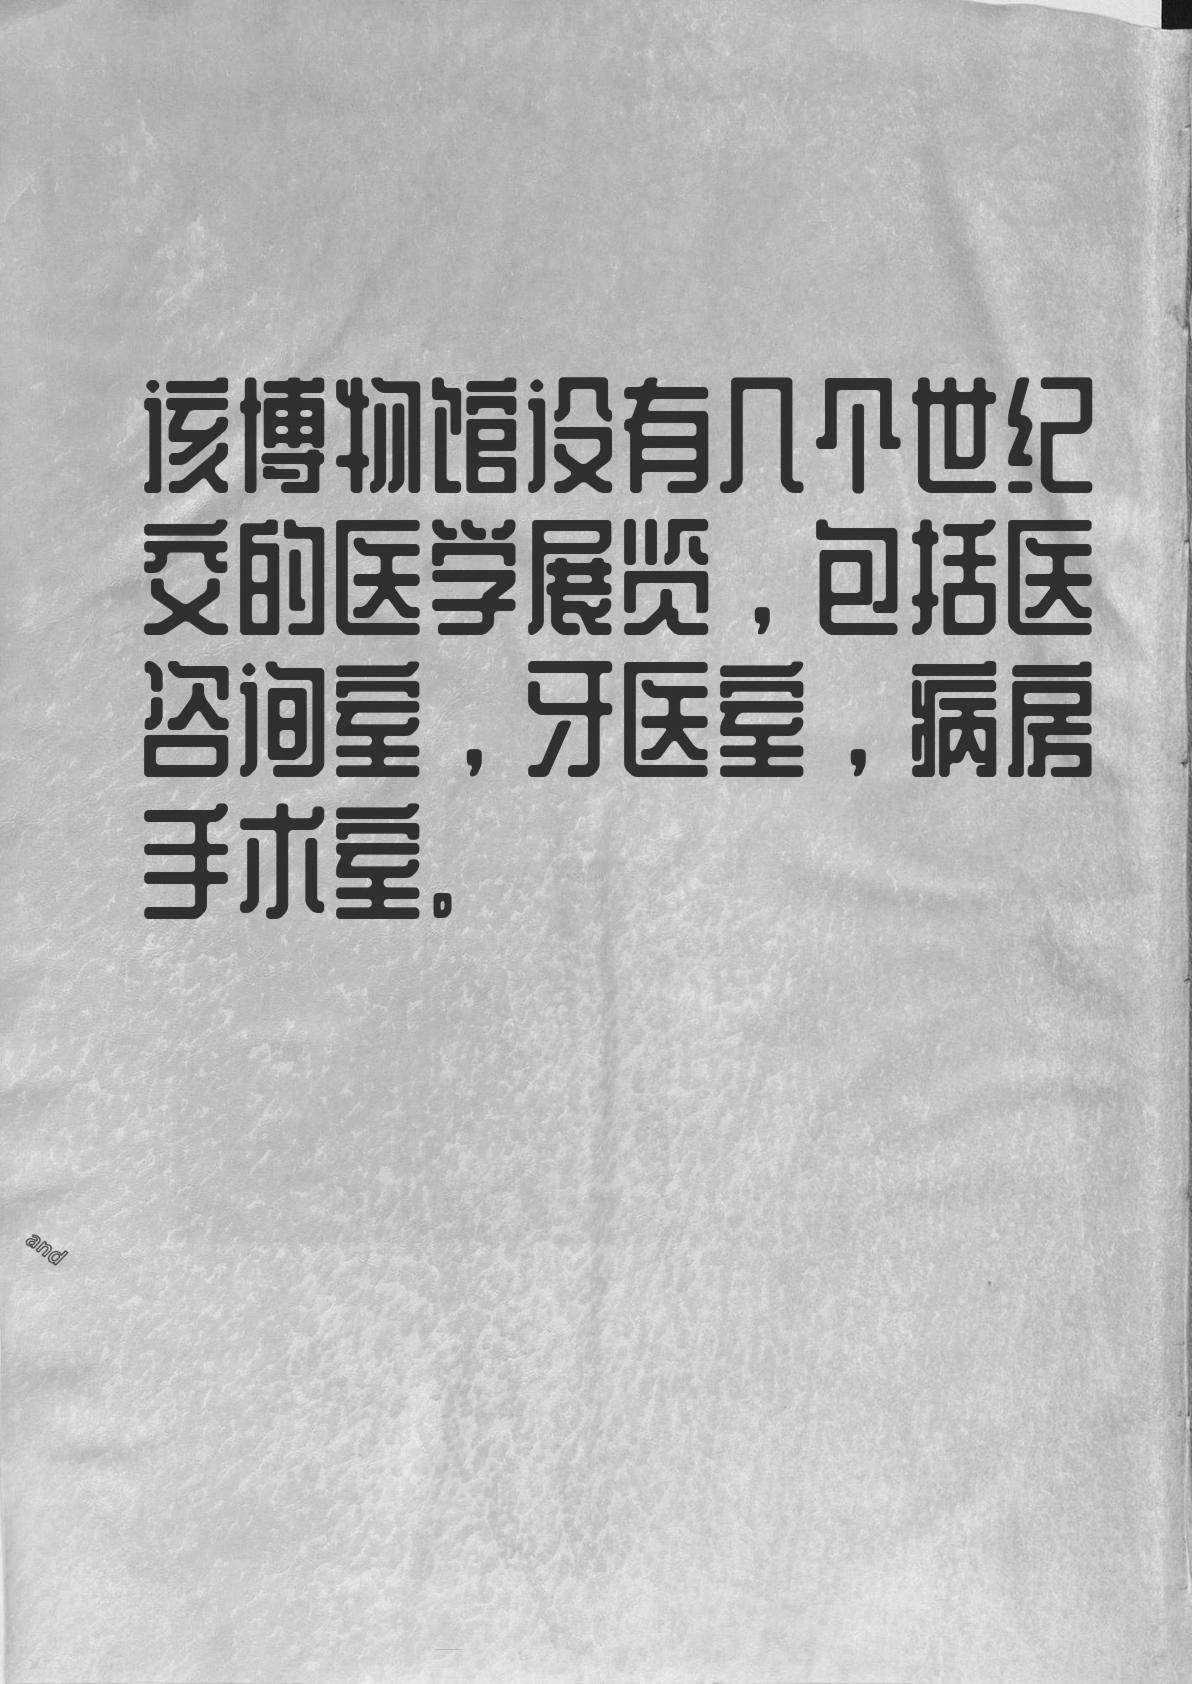 该博物馆设有几个世纪
交的医学展览，包括医
咨询室，牙医室，病房
手术室。
and